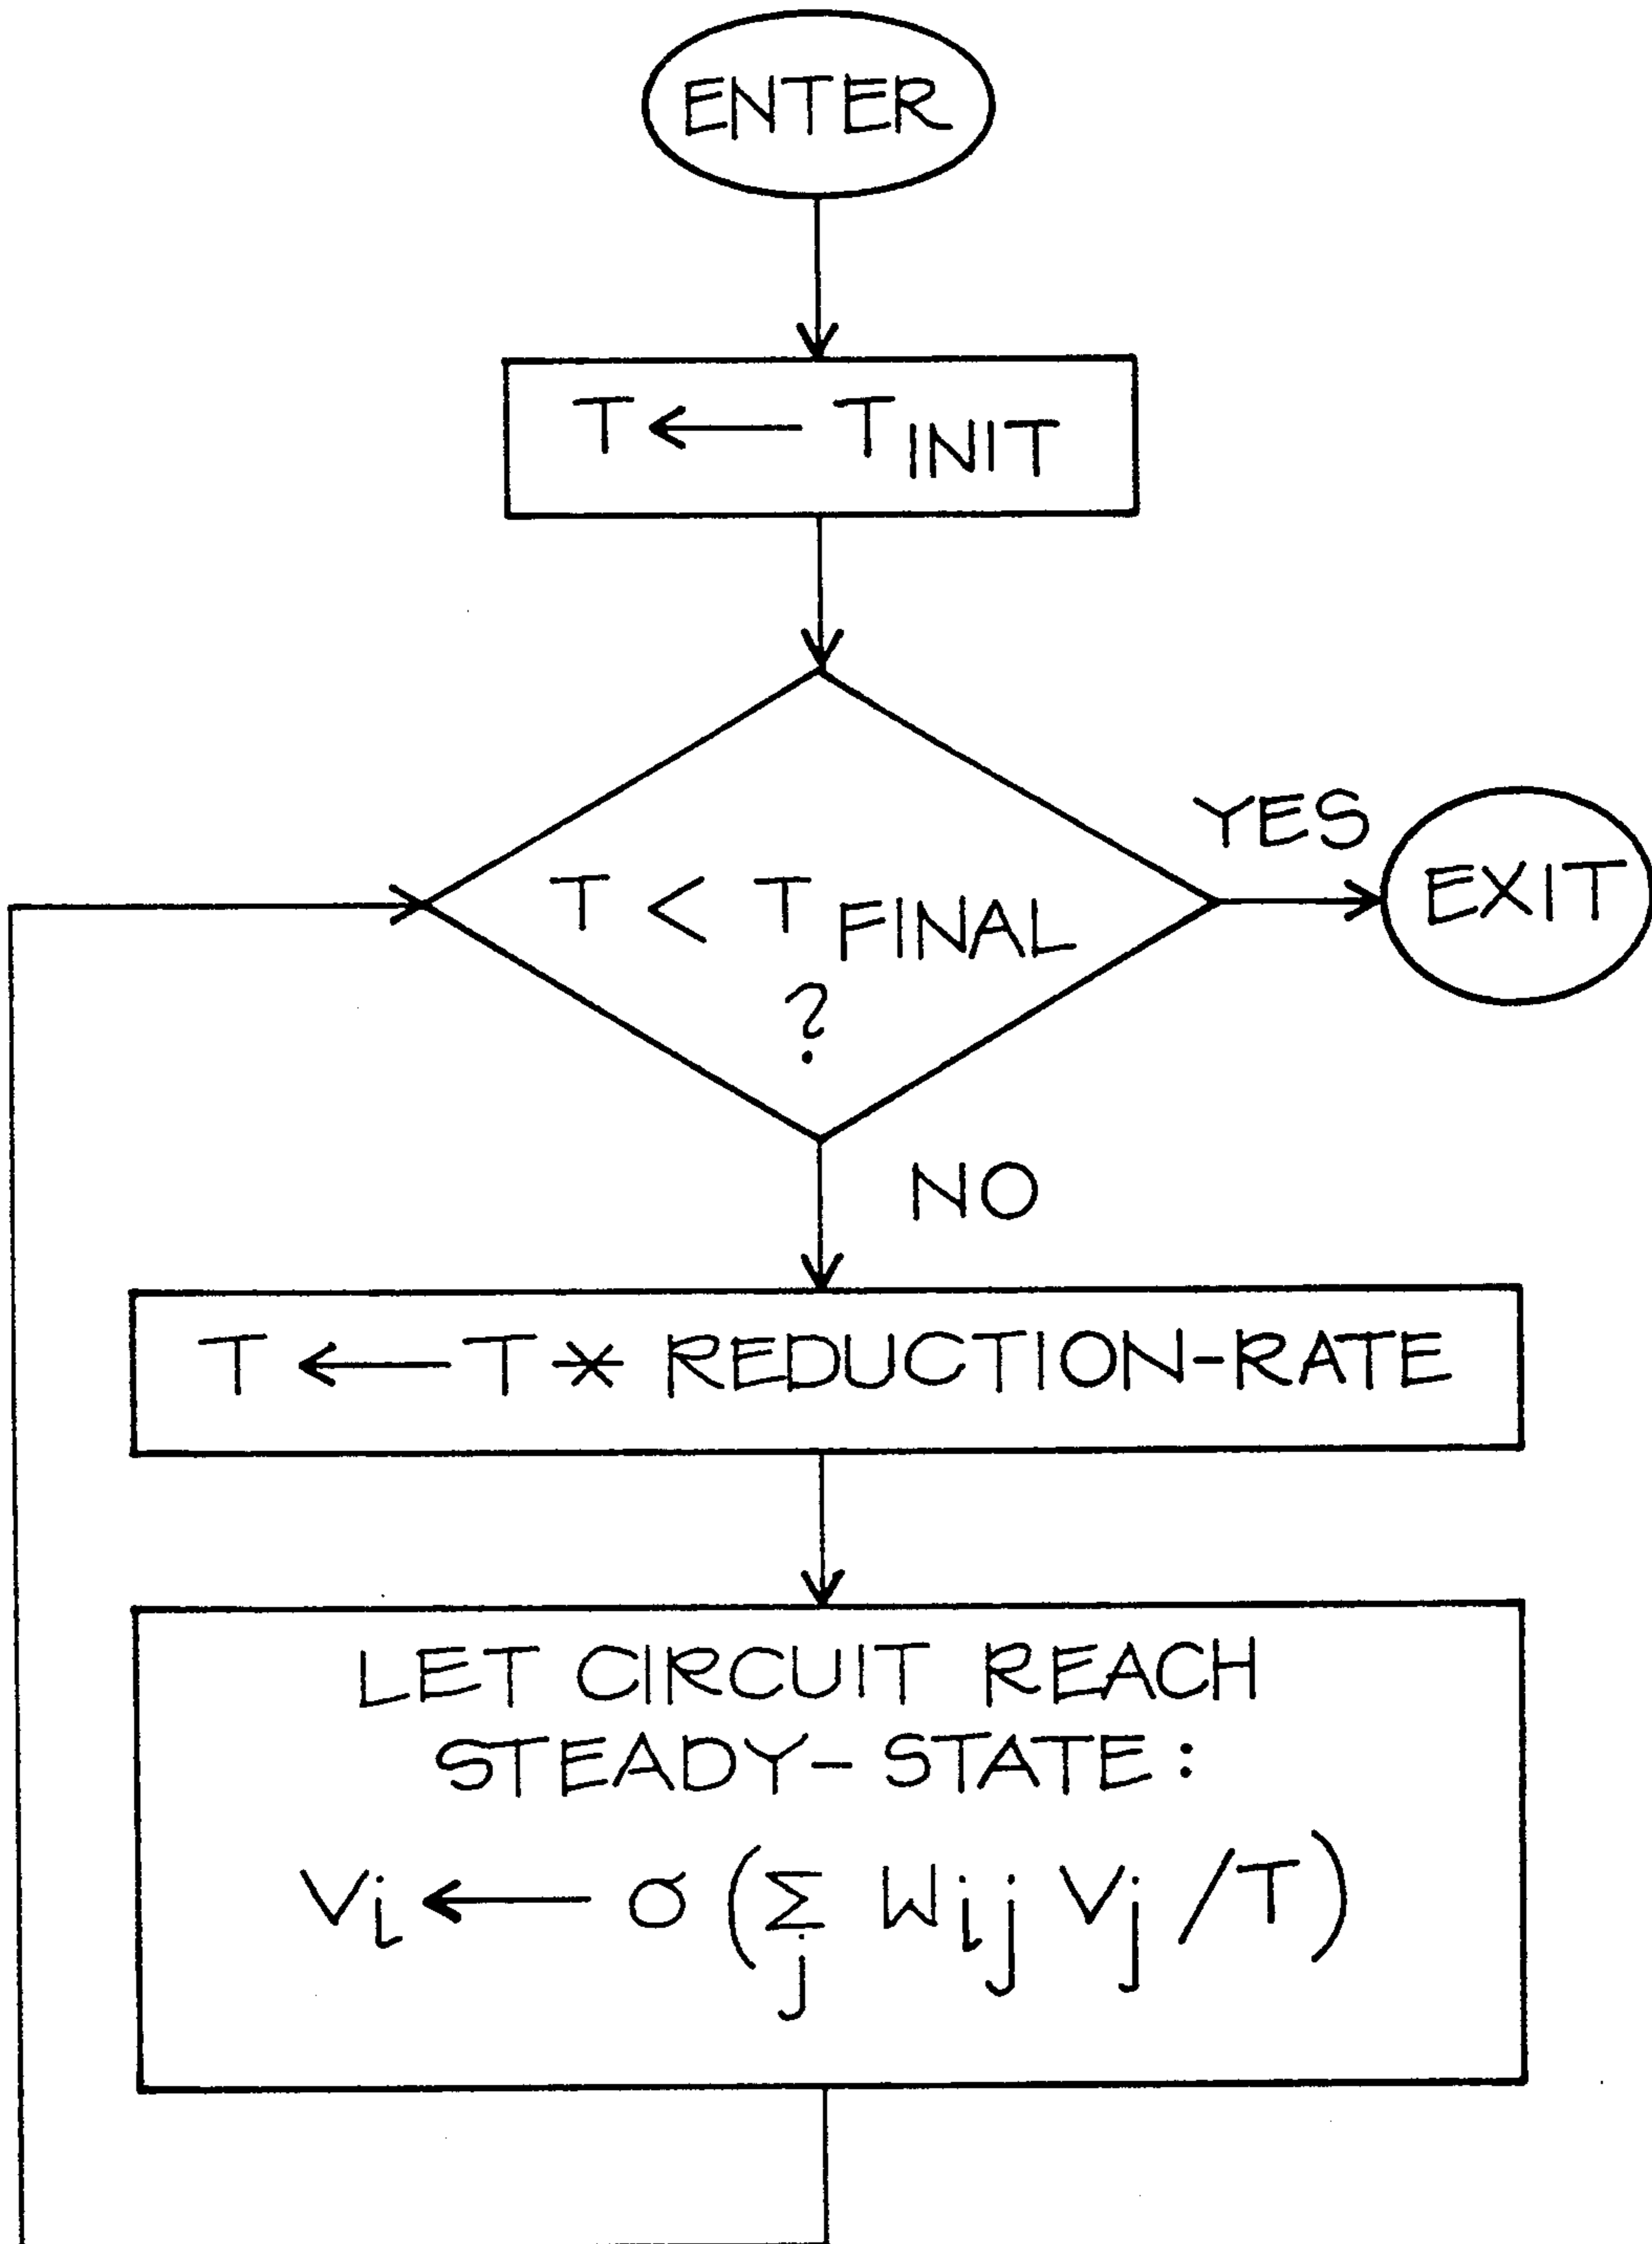 ENTER
T ← T INIT
T < T FINAL
?
YES
EXIT
NO
T ← T * REDUCTION-RATE
LET CIRCUIT REACH
STEADY-STATE:
Vi ← σ (Σ j Wij Vj /T)